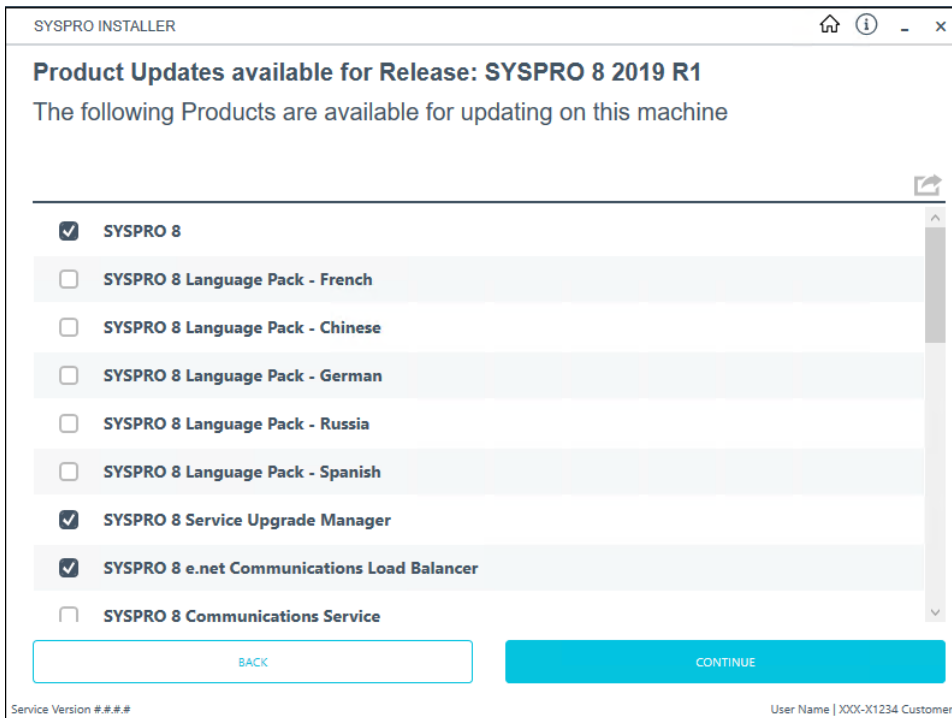 SYSPRO INSTALLER
Product Updates available for Release: SYSPRO 8 2019 R1
The following Products are available for updating on this machine
SYSPRO 8
SYSPRO 8 Language Pack - French
SYSPRO 8 Language Pack - Chinese
SYSPRO 8 Language Pack - German
SYSPRO 8 Language Pack - Russia
SYSPRO 8 Language Pack - Spanish
SYSPRO 8 Service Upgrade Manager
SYSPRO 8 e.net Communications Load Balancer
SYSPRO 8 Communications Service
BACK
CONTINUE
Service Version #.#.#.#
User Name | XXX-X1234 Customer